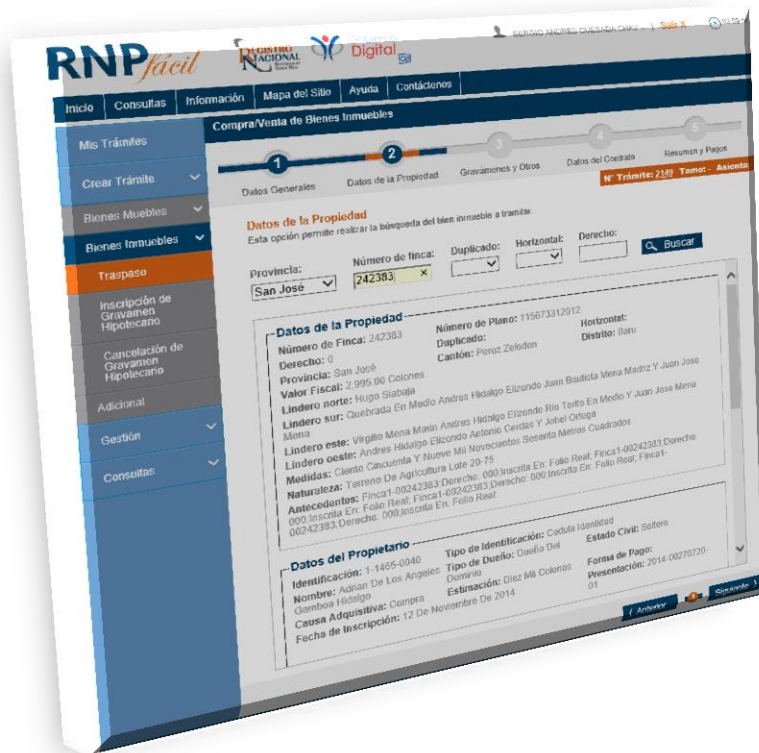 RNP fácil
REGISTRO NACIONAL
Digital
SERGIO ANDRES QUESADA CHAV... | Salir X
Inicio Consultas Información Mapa del Sitio Ayuda Contáctenos
Compra/Venta de Bienes Inmuebles
Mis Trámites
Crear Trámite
Bienes Muebles
Bienes Inmuebles
Traspaso
Inscripción de
Gravamen
Hipotecario
Cancelación de
Gravamen
Hipotecario
Adicional
Gestión
Consultas
1 2 3 4 5
Datos Generales Datos de la Propiedad Gravámenes y Otros Datos del Contrato Resumen y Pagos
N° Trámite: 2149 Tomo: - Asiento:
Datos de la Propiedad
Esta opción permite realizar la búsqueda del bien inmueble a tramitar.
Provincia: Número de finca: Duplicado: Horizontal: Derecho:
San José 242383 × Buscar
Datos de la Propiedad
Número de Finca: 242383 Número de Plano: 115673312012 Horizontal:
Derecho: 0 Duplicado: Distrito: Baru
Provincia: San José Cantón: Perez Zeledon
Valor Fiscal: 2,995.00 Colones
Lindero norte: Hugo Siabaja
Lindero sur: Quebrada En Medio Andres Hidalgo Elizondo Juan Bautista Mena Madriz Y Juan Jose
Mena
Lindero este: Virgilio Mena Marin Andres Hidalgo Elizondo Rio Torito En Medio Y Juan Jose Mena
Lindero oeste: Andres Hidalgo Elizondo Antonio Cerdas Y Jobel Ortega
Medidas: Ciento Cincuenta Y Nueve Mil Novecientos Sesenta Metros Cuadrados
Naturaleza: Terreno De Agricultura Lote 20-75
Antecedentes: Finca1-00242383;Derecho: 000;Inscrita En: Folio Real; Finca1-00242383;Derecho:
000;Inscrita En: Folio Real; Finca1-00242383;Derecho: 000;Inscrita En: Folio Real; Finca1-
00242383;Derecho: 000;Inscrita En: Folio Real;
Datos del Propietario
Identificación: 1-1465-0040 Tipo de Identificación: Cedula Identidad
Nombre: Adrian De Los Angeles Tipo de Dueño: Dueño Del Estado Civil: Soltero
Gamboa Hidalgo Dominio
Causa Adquisitiva: Compra Estimación: Diez Mil Colones Forma de Pago:
Fecha de Inscripción: 12 De Noviembre De 2014 Presentación: 2014-00270720-
01
Anterior Siguiente